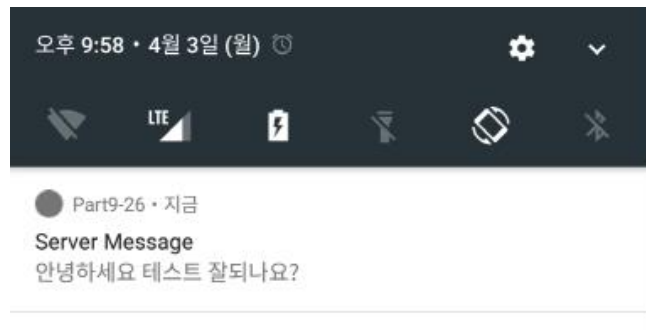 오후 9:58 • 4월 3일 (월)
LTE
Part9-26 • 지금
Server Message
안녕하세요 테스트 잘되나요?